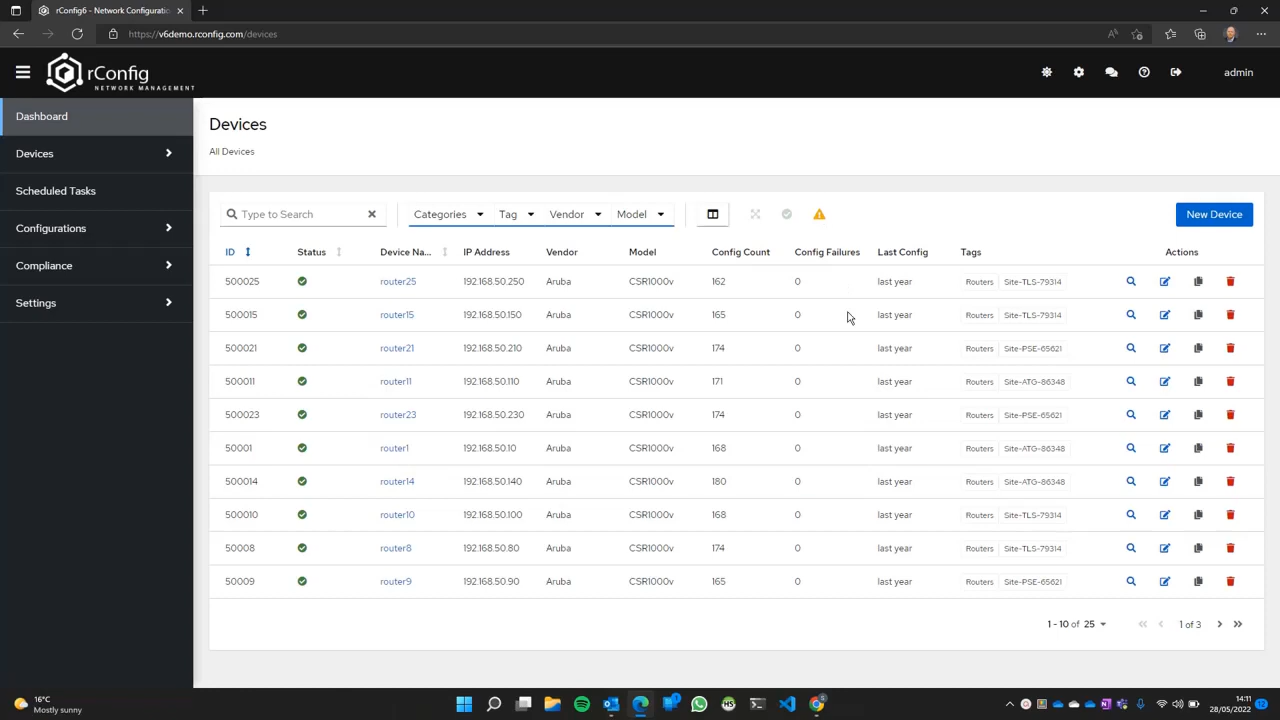 rConfig6 - Network Configuratio
https://v6demo.rconfig.com/devices
rConfig
NETWORK MANAGEMENT
admin
Dashboard
Devices
Scheduled Tasks
Configurations
Compliance
Settings
Devices
All Devices
Type to Search
Categories Tag Vendor Model
New Device
ID Status Device Na... IP Address Vendor Model Config Count Config Failures Last Config Tags Actions
500025 router25 192.168.50.250 Aruba CSR1000v 162 0 last year Routers Site-TLS-79314
500015 router15 192.168.50.150 Aruba CSR1000v 165 0 last year Routers Site-TLS-79314
500021 router21 192.168.50.210 Aruba CSR1000v 174 0 last year Routers Site-PSE-65621
500011 router11 192.168.50.110 Aruba CSR1000v 171 0 last year Routers Site-ATG-86348
500023 router23 192.168.50.230 Aruba CSR1000v 174 0 last year Routers Site-PSE-65621
50001 router1 192.168.50.10 Aruba CSR1000v 168 0 last year Routers Site-ATG-86348
500014 router14 192.168.50.140 Aruba CSR1000v 180 0 last year Routers Site-ATG-86348
500010 router10 192.168.50.100 Aruba CSR1000v 168 0 last year Routers Site-TLS-79314
50008 router8 192.168.50.80 Aruba CSR1000v 174 0 last year Routers Site-TLS-79314
50009 router9 192.168.50.90 Aruba CSR1000v 165 0 last year Routers Site-PSE-65621
1 - 10 of 25
1 of 3
16°C
Mostly sunny
14:11
28/05/2022